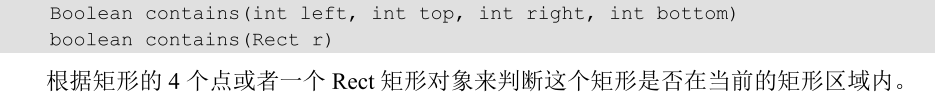 Boolean contains(int left, int top, int right, int bottom)
boolean contains(Rect r)
根据矩形的 4 个点或者一个 Rect 矩形对象来判断这个矩形是否在当前的矩形区域内。